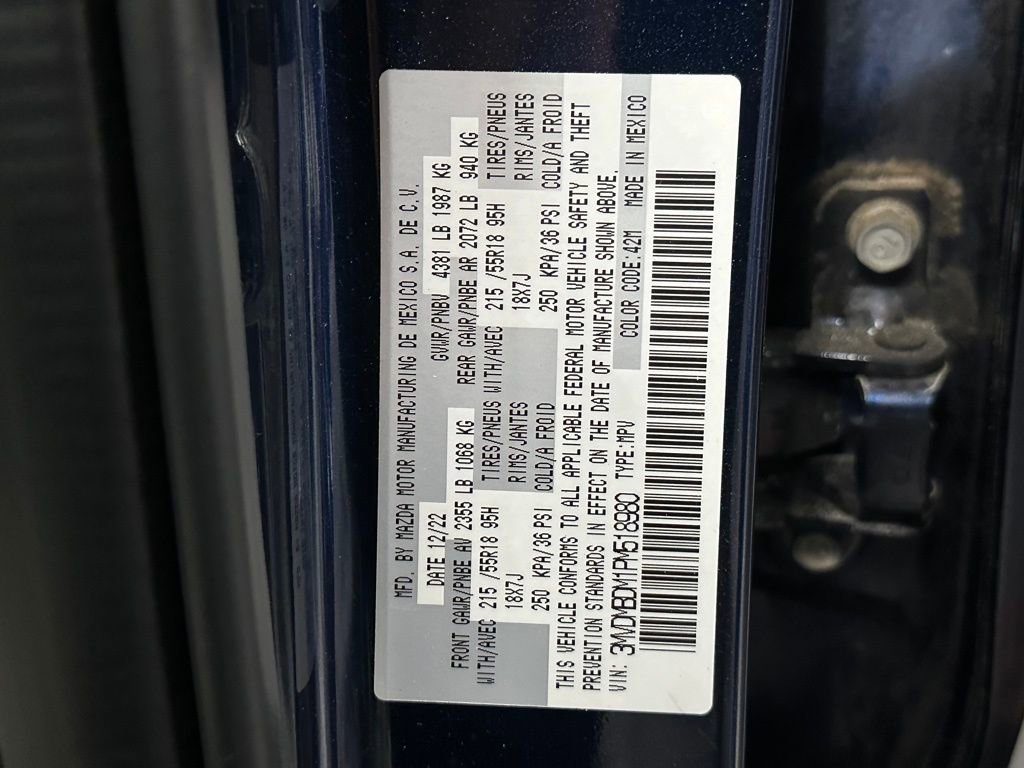 MFD. BY MAZDA MOTOR MANUFACTURING DE MEXICO S.A. DE C.V.
DATE 12/22 GVWR/PNBV 4381 LB 1987 KG
FRONT GAWR/PNBE AV 2355 LB 1068 KG REAR GAWR/PNBE AR 2072 LB 940 KG
WITH/AVEC 215 /55R18 95H TIRES/PNEUS WITH/AVEC 215 /55R18 95H TIRES/PNEUS
18X7J RIMS/JANTES 18X7J RIMS/JANTES
250 KPA/36 PSI COLD/A FROID 250 KPA/36 PSI COLD/A FROID
THIS VEHICLE CONFORMS TO ALL APPLICABLE FEDERAL MOTOR VEHICLE SAFETY AND THEFT
PREVENTION STANDARDS IN EFFECT ON THE DATE OF MANUFACTURE SHOWN ABOVE.
VIN: 3MVDMBDM1PM518980 TYPE:MPV COLOR CODE:42M MADE IN MEXICO